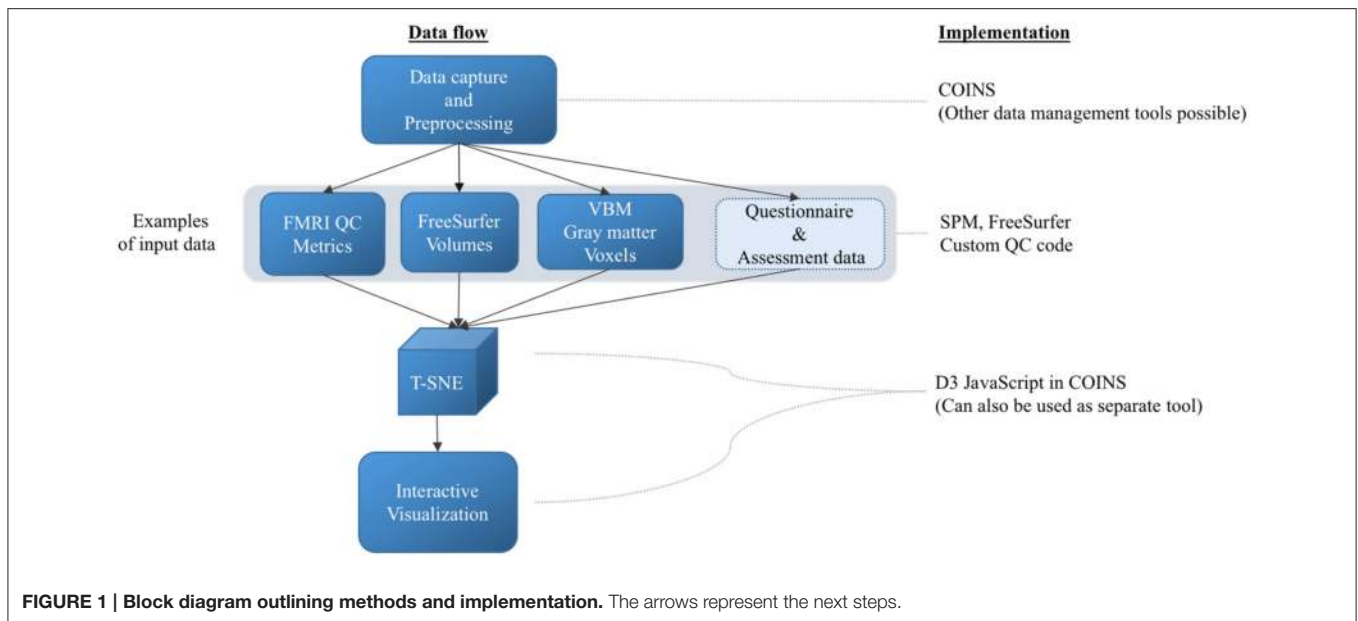 Data flow
Implementation
Data capture
and
Preprocessing
COINS
(Other data management tools possible)
Examples
of input data
FMRI QC
Metrics
FreeSurfer
Volumes
VBM
Gray matter
Voxels
Questionnaire
&
Assessment data
SPM, FreeSurfer
Custom QC code
T-SNE
D3 JavaScript in COINS
(Can also be used as separate tool)
Interactive
Visualization
FIGURE 1 | Block diagram outlining methods and implementation. The arrows represent the next steps.